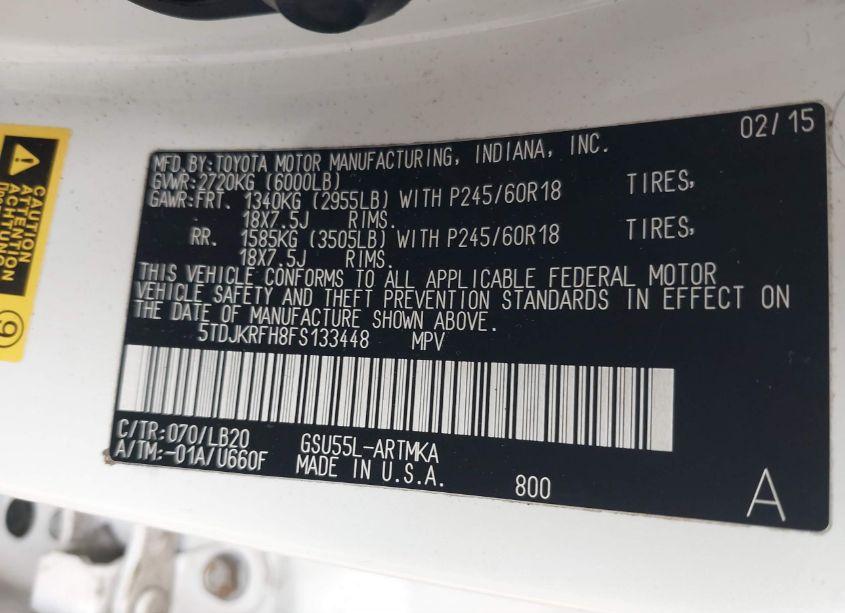 CAUTION
ATTENTION
ACHTUNG
9
02/15
MFD.BY:TOYOTA MOTOR MANUFACTURING, INDIANA, INC.
GVWR:2720KG (6000LB)
GAWR:FRT. 1340KG (2955LB) WITH P245/60R18 TIRES,
18X7.5J RIMS.
RR. 1585KG (3505LB) WITH P245/60R18 TIRES,
18X7.5J RIMS.
THIS VEHICLE CONFORMS TO ALL APPLICABLE FEDERAL MOTOR
VEHICLE SAFETY AND THEFT PREVENTION STANDARDS IN EFFECT ON
THE DATE OF MANUFACTURE SHOWN ABOVE.
5TDJKRFH8FS133448 MPV
C/TR:070/LB20 GSU55L-ARTMKA
A/TM:-01A/U660F MADE IN U.S.A. 800
A